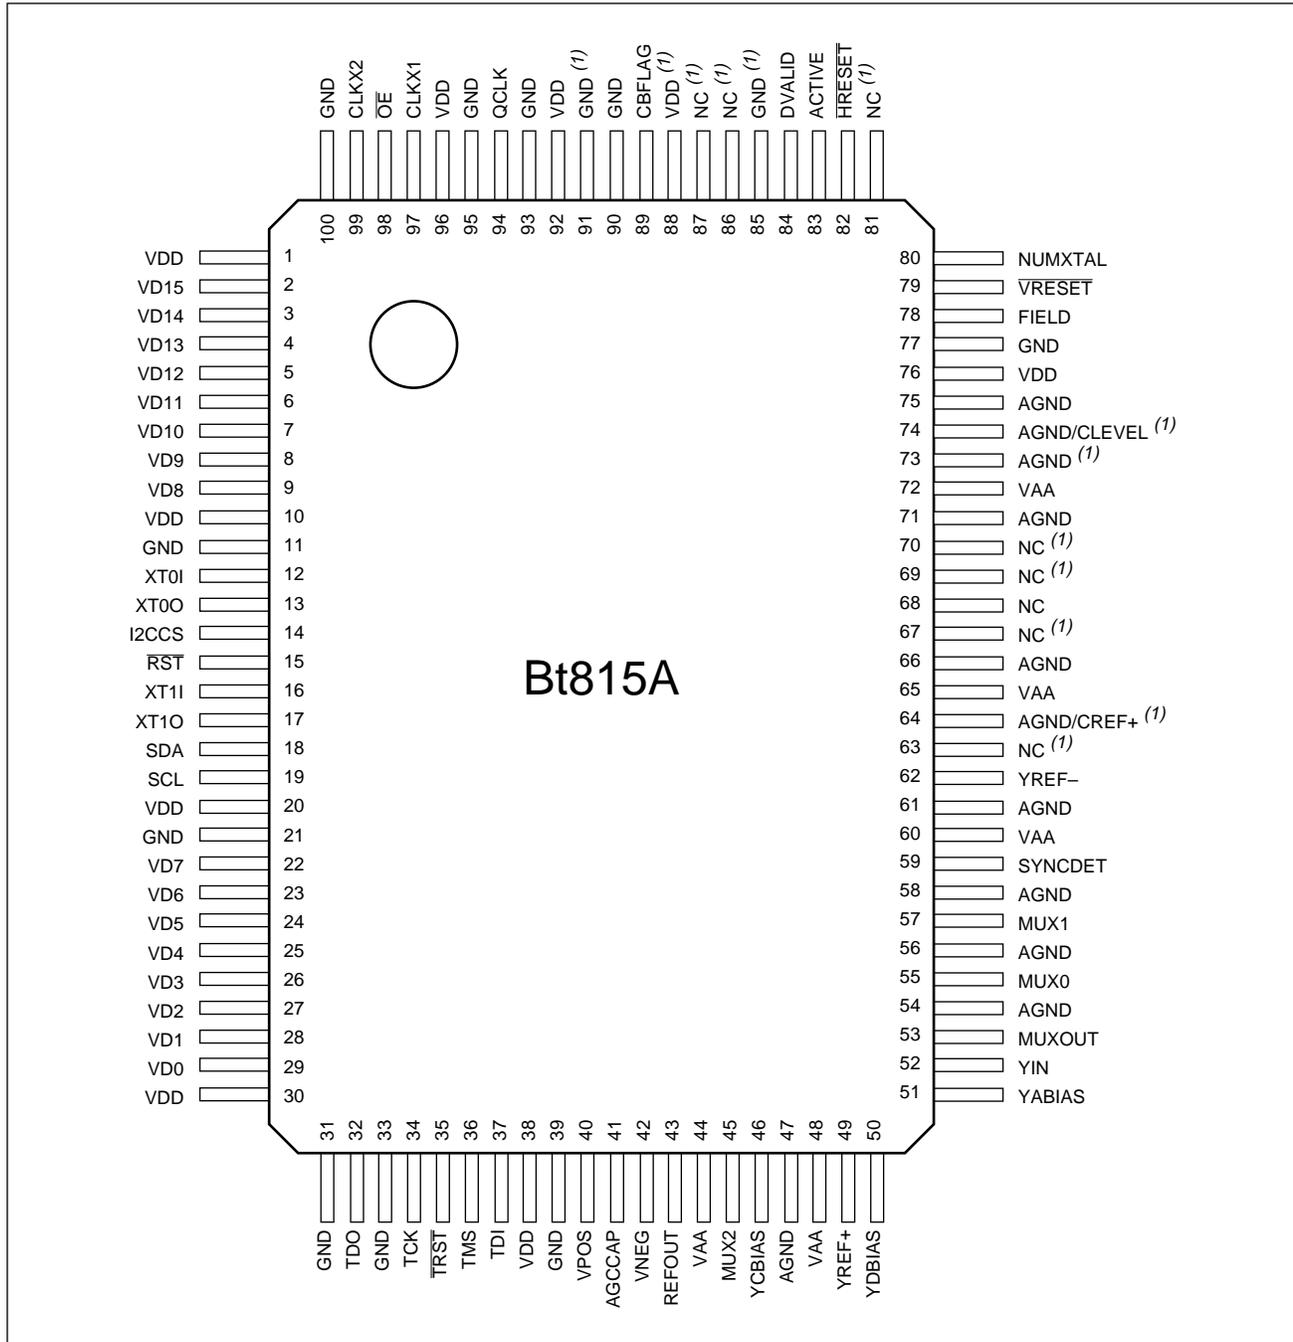 GND
CLKX2
OE
CLKX1
VDD
GND
QCLK
GND
VDD
GND (1)
GND
CBFLAG
VDD (1)
NC (1)
NC (1)
GND (1)
DVALID
ACTIVE
HRESET
NC (1)
100
99
98
97
96
95
94
93
92
91
90
89
88
87
86
85
84
83
82
81
VDD 1
VD15 2
VD14 3
VD13 4
VD12 5
VD11 6
VD10 7
VD9 8
VD8 9
VDD 10
GND 11
XT0I 12
XT0O 13
I2CCS 14
RST 15
XT1I 16
XT1O 17
SDA 18
SCL 19
VDD 20
GND 21
VD7 22
VD6 23
VD5 24
VD4 25
VD3 26
VD2 27
VD1 28
VD0 29
VDD 30
Bt815A
80 NUMXTAL
79 VRESET
78 FIELD
77 GND
76 VDD
75 AGND
74 AGND/CLEVEL (1)
73 AGND (1)
72 VAA
71 AGND
70 NC (1)
69 NC (1)
68 NC
67 NC (1)
66 AGND
65 VAA
64 AGND/CREF+ (1)
63 NC (1)
62 YREF–
61 AGND
60 VAA
59 SYNCDET
58 AGND
57 MUX1
56 AGND
55 MUX0
54 AGND
53 MUXOUT
52 YIN
51 YABIAS
31
32
33
34
35
36
37
38
39
40
41
42
43
44
45
46
47
48
49
50
GND
TDO
GND
TCK
TRST
TMS
TDI
VDD
GND
VPOS
AGCCAP
VNEG
REFOUT
VAA
MUX2
YCBIAS
AGND
VAA
YREF+
YDBIAS